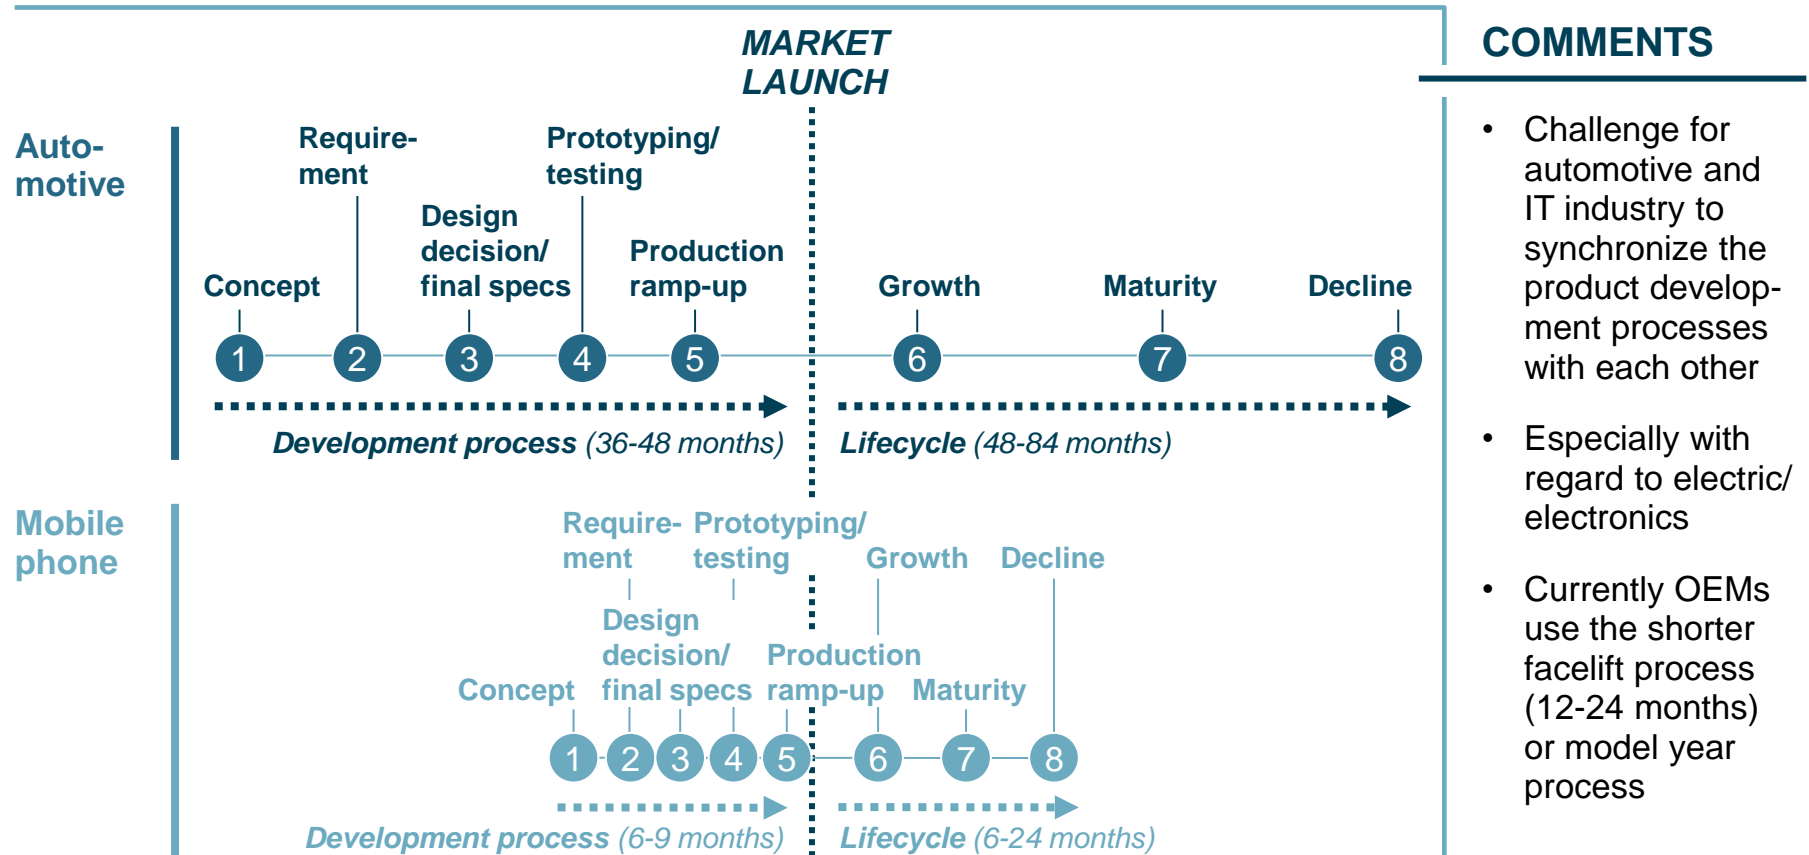 MARKET
LAUNCH
Auto-
motive
Require-
ment
Prototyping/
testing
Design
decision/
final specs
Production
ramp-up
Concept
Growth
Maturity
Decline
1
2
3
4
5
6
7
8
Development process (36-48 months)
Lifecycle (48-84 months)
Mobile
phone
Require-
ment
Prototyping/
testing
Growth
Decline
Design
decision/
final specs
Production
ramp-up
Concept
Maturity
1
2
3
4
5
6
7
8
Development process (6-9 months)
Lifecycle (6-24 months)
COMMENTS
• Challenge for
automotive and
IT industry to
synchronize the
product develop-
ment processes
with each other
• Especially with
regard to electric/
electronics
• Currently OEMs
use the shorter
facelift process
(12-24 months)
or model year
process